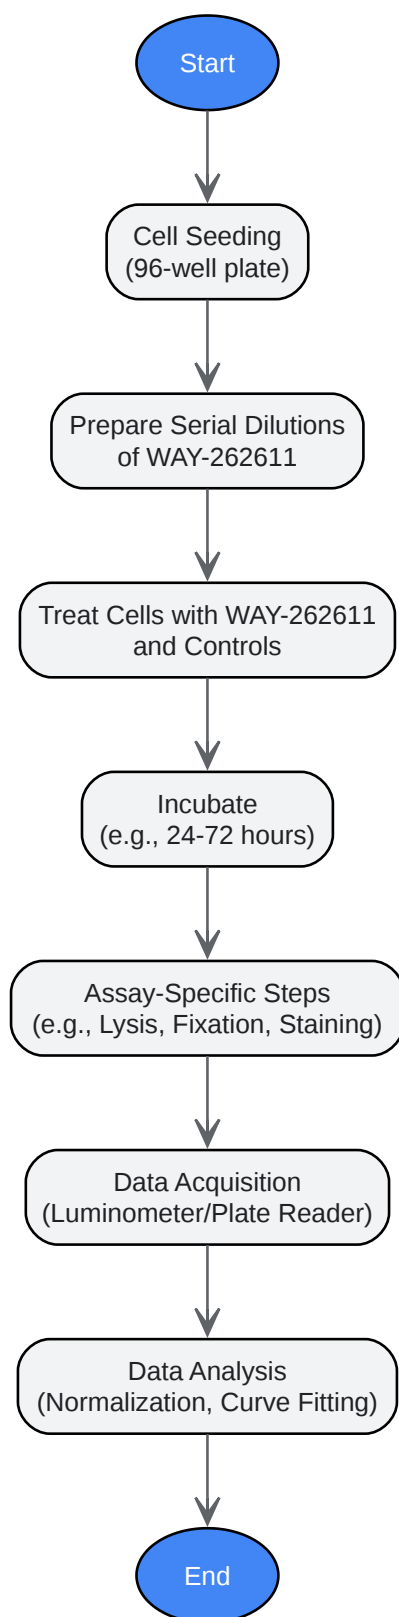 Start
Cell Seeding
(96-well plate)
Prepare Serial Dilutions
of WAY-262611
Treat Cells with WAY-262611
and Controls
Incubate
(e.g., 24-72 hours)
Assay-Specific Steps
(e.g., Lysis, Fixation, Staining)
Data Acquisition
(Luminometer/Plate Reader)
Data Analysis
(Normalization, Curve Fitting)
End